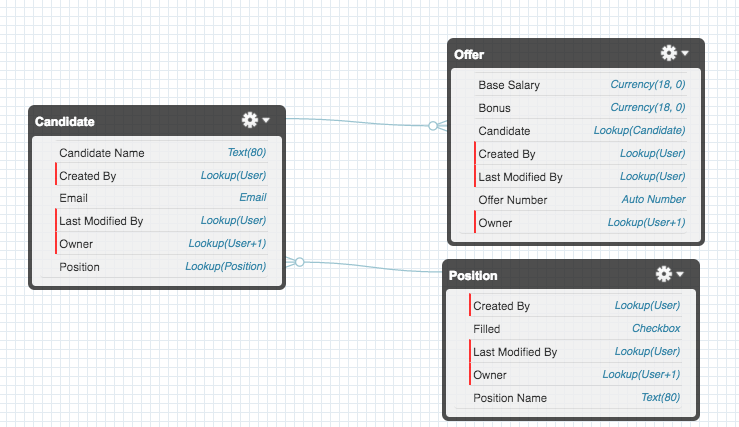 Candidate
Candidate Name Text(80)
Created By Lookup(User)
Email Email
Last Modified By Lookup(User)
Owner Lookup(User+1)
Position Lookup(Position)
Offer
Base Salary Currency(18, 0)
Bonus Currency(18, 0)
Candidate Lookup(Candidate)
Created By Lookup(User)
Last Modified By Lookup(User)
Offer Number Auto Number
Owner Lookup(User+1)
Position
Created By Lookup(User)
Filled Checkbox
Last Modified By Lookup(User)
Owner Lookup(User+1)
Position Name Text(80)